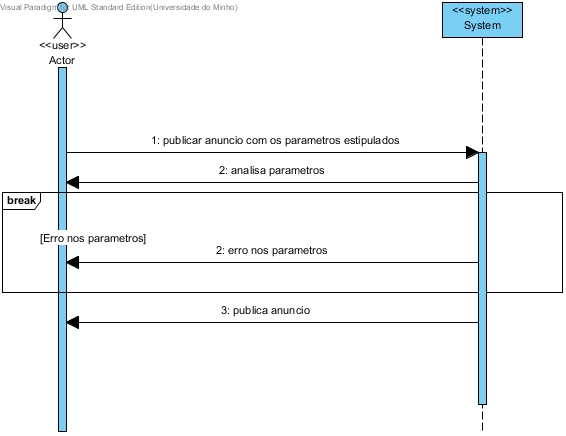 Visual Paradigm for UML Standard Edition(Universidade do Minho)
<<system>>
System
<<user>>
Actor
1: publicar anuncio com os parametros estipulados
2: analisa parametros
break
[Erro nos parametros]
2: erro nos parametros
3: publica anuncio